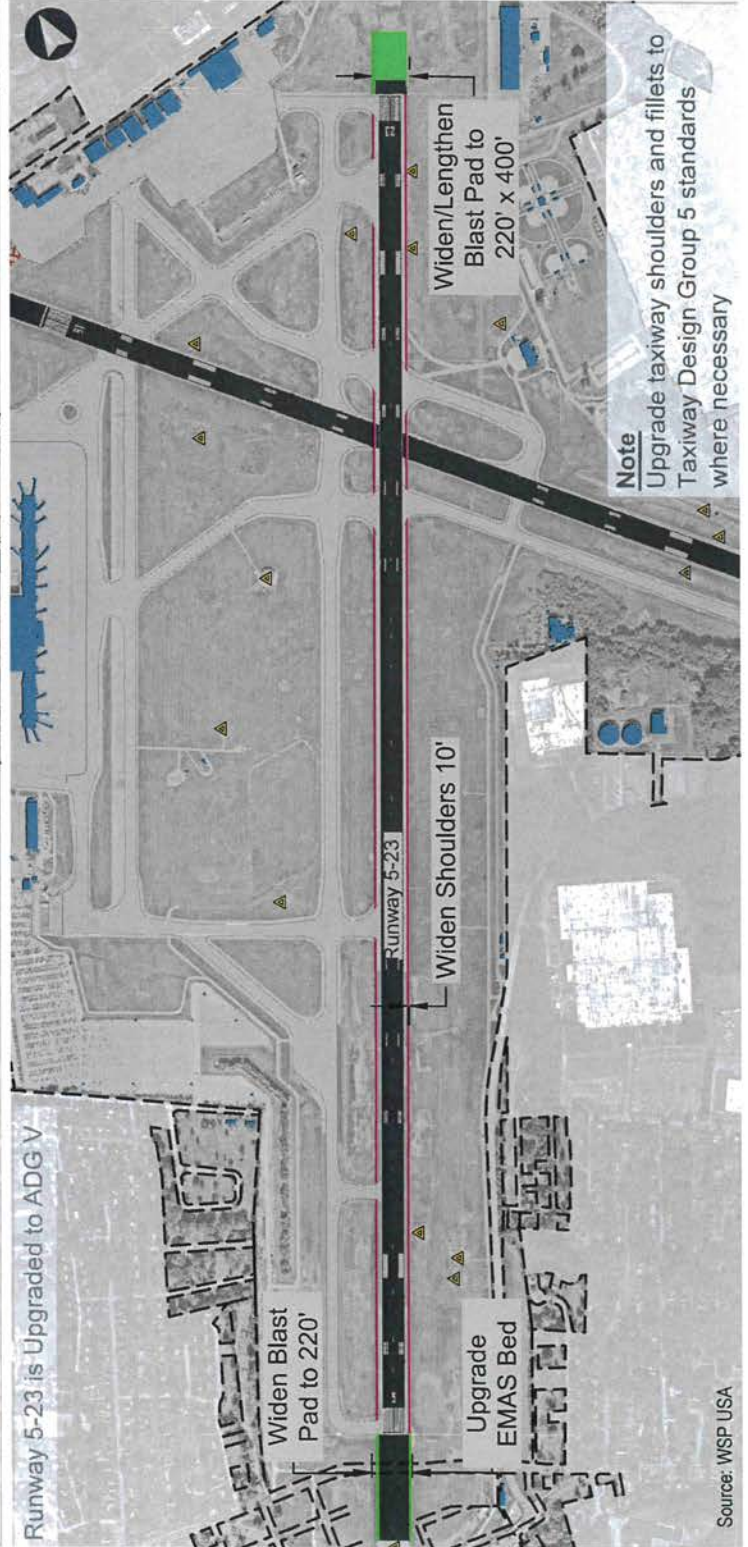 Runway 5-23 is Upgraded to ADG V
Widen Blast
Pad to 220'
Upgrade
EMAS Bed
Runway 5-23
Widen Shoulders 10'
Widen/Lengthen
Blast Pad to
220' x 400'
Note
Upgrade taxiway shoulders and fillets to
Taxiway Design Group 5 standards
where necessary
Source: WSP USA